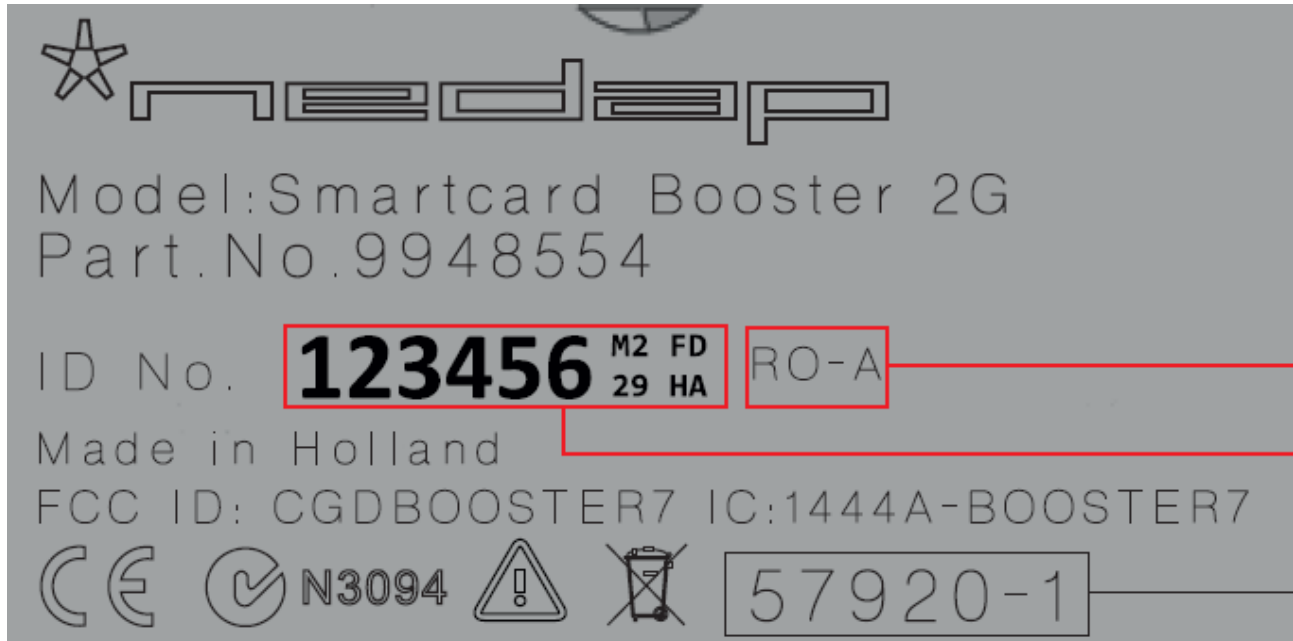 nedap
Model:Smartcard Booster 2G
Part.No.9948554
ID No. 123456 M2 FD RO-A
29 HA
Made in Holland
FCC ID: CGDBOOSTER7 IC:1444A-BOOSTER7
CE N3094 57920-1